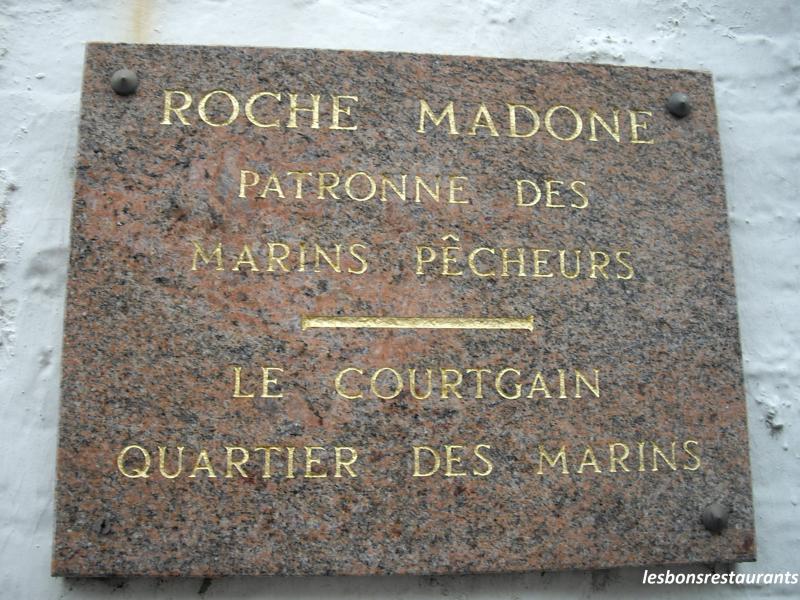 ROCHE MADONE
PATRONNE DES
MARINS PÊCHEURS
LE COURTGAIN
QUARTIER DES MARINS
lesbonsrestaurants